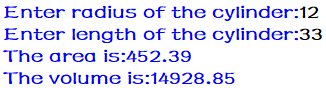 Enter radius of the cylinder:12
Enter length of the cylinder:33
The area is:452.39
The volume is:14928.85